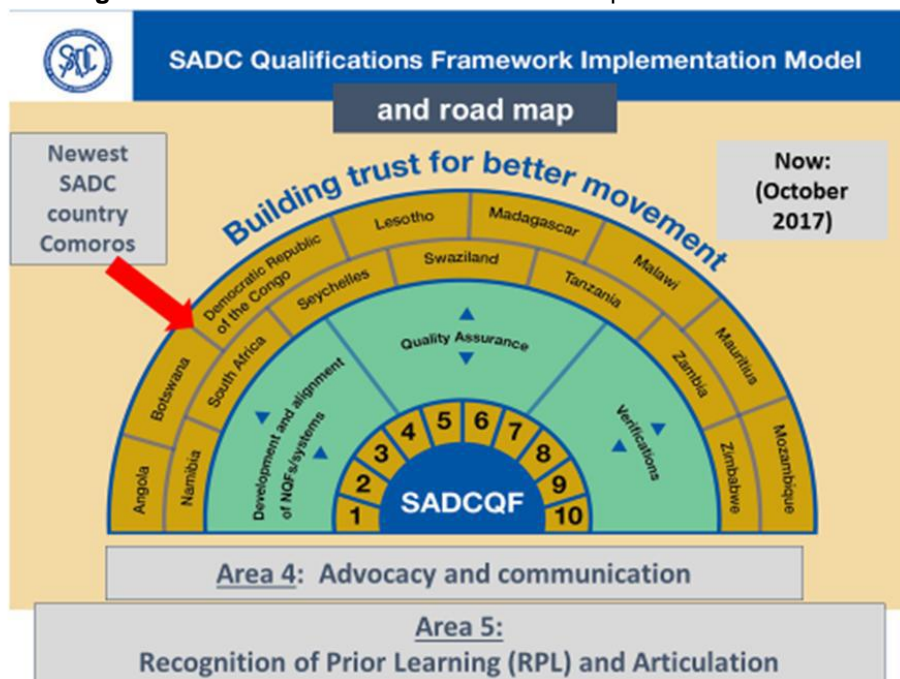 SADC
SADC Qualifications Framework Implementation Model
and road map
Newest
SADC
country
Comoros
Now:
(October
2017)
Building trust for better movement
Angola
Botswana
Democratic Republic
of the Congo
Lesotho
Madagascar
Malawi
Mauritius
Mozambique
Namibia
South Africa
Seychelles
Swaziland
Tanzania
Zambia
Zimbabwe
Development and alignment
of NQFs/systems
Quality Assurance
Verifications
1
2
3
4
5
6
7
8
9
10
SADCQF
Area 4: Advocacy and communication
Area 5:
Recognition of Prior Learning (RPL) and Articulation